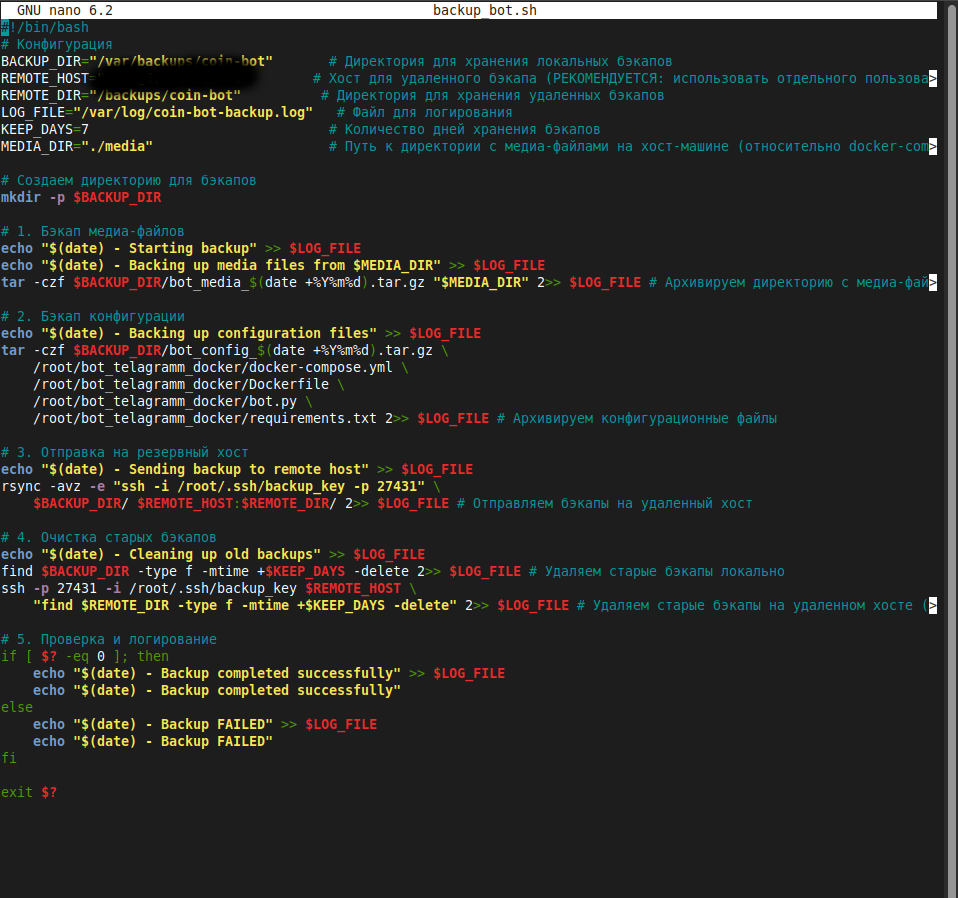 GNU nano 6.2 backup_bot.sh
#!/bin/bash
# Конфигурация
BACKUP_DIR="/var/backups/coin-bot" # Директория для хранения локальных бэкапов
REMOTE_HOST= # Хост для удаленного бэкапа (РЕКОМЕНДУЕТСЯ: использовать отдельного пользова>
REMOTE_DIR="/backups/coin-bot" # Директория для хранения удаленных бэкапов
LOG_FILE="/var/log/coin-bot-backup.log" # Файл для логирования
KEEP_DAYS=7 # Количество дней хранения бэкапов
MEDIA_DIR="./media" # Путь к директории с медиа-файлами на хост-машине (относительно docker-com>
# Создаем директорию для бэкапов
mkdir -p $BACKUP_DIR
# 1. Бэкап медиа-файлов
echo "$(date) - Starting backup" >> $LOG_FILE
echo "$(date) - Backing up media files from $MEDIA_DIR" >> $LOG_FILE
tar -czf $BACKUP_DIR/bot_media_$(date +%Y%m%d).tar.gz "$MEDIA_DIR" 2>> $LOG_FILE # Архивируем директорию с медиа-фай>
# 2. Бэкап конфигурации
echo "$(date) - Backing up configuration files" >> $LOG_FILE
tar -czf $BACKUP_DIR/bot_config_$(date +%Y%m%d).tar.gz \
/root/bot_telagramm_docker/docker-compose.yml \
/root/bot_telagramm_docker/Dockerfile \
/root/bot_telagramm_docker/bot.py \
/root/bot_telagramm_docker/requirements.txt 2>> $LOG_FILE # Архивируем конфигурационные файлы
# 3. Отправка на резервный хост
echo "$(date) - Sending backup to remote host" >> $LOG_FILE
rsync -avz -e "ssh -i /root/.ssh/backup_key -p 27431" \
$BACKUP_DIR/ $REMOTE_HOST:$REMOTE_DIR/ 2>> $LOG_FILE # Отправляем бэкапы на удаленный хост
# 4. Очистка старых бэкапов
echo "$(date) - Cleaning up old backups" >> $LOG_FILE
find $BACKUP_DIR -type f -mtime +$KEEP_DAYS -delete 2>> $LOG_FILE # Удаляем старые бэкапы локально
ssh -p 27431 -i /root/.ssh/backup_key $REMOTE_HOST \
"find $REMOTE_DIR -type f -mtime +$KEEP_DAYS -delete" 2>> $LOG_FILE # Удаляем старые бэкапы на удаленном хосте (>
# 5. Проверка и логирование
if [ $? -eq 0 ]; then
echo "$(date) - Backup completed successfully" >> $LOG_FILE
echo "$(date) - Backup completed successfully"
else
echo "$(date) - Backup FAILED" >> $LOG_FILE
echo "$(date) - Backup FAILED"
fi
exit $?